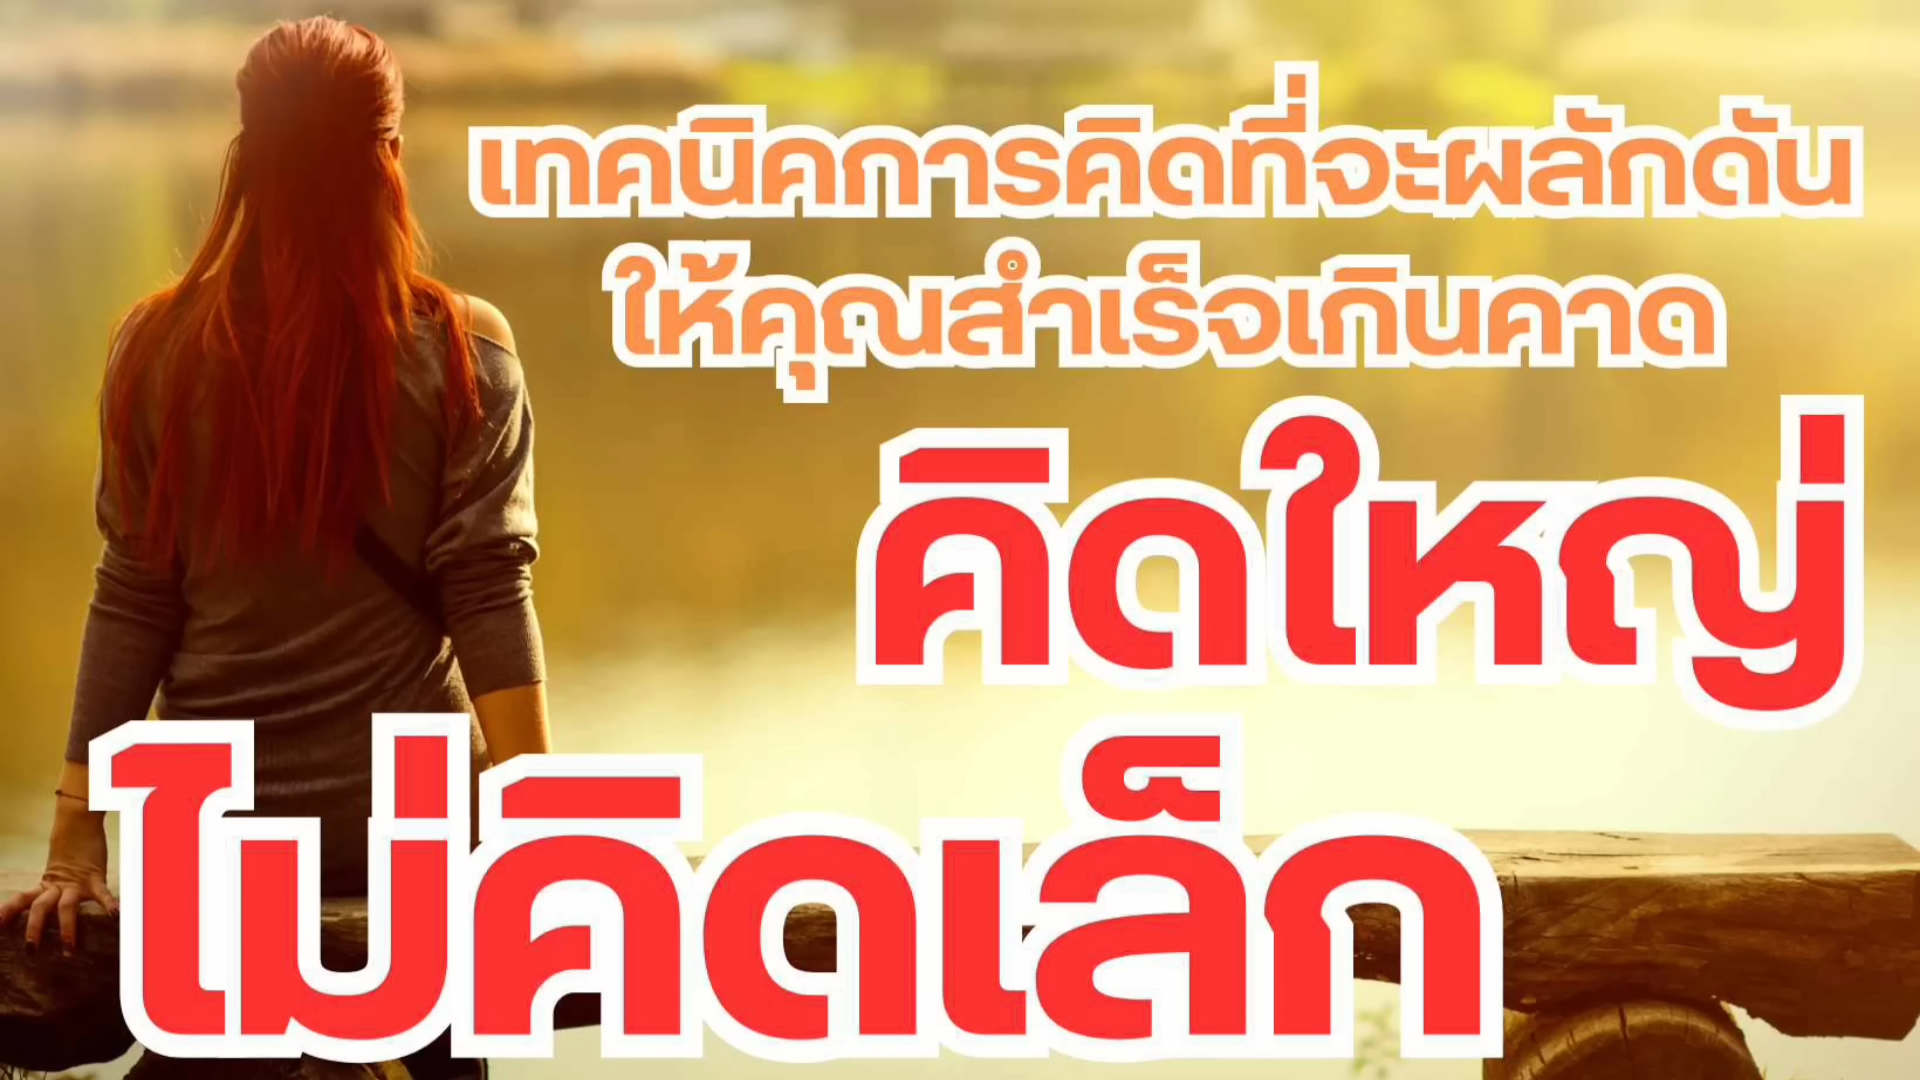 เทคนิคการคิดที่จะผลักดัน
ให้คุณสำเร็จเกินคาด
คิดใหญ่
ไม่คิดเล็ก